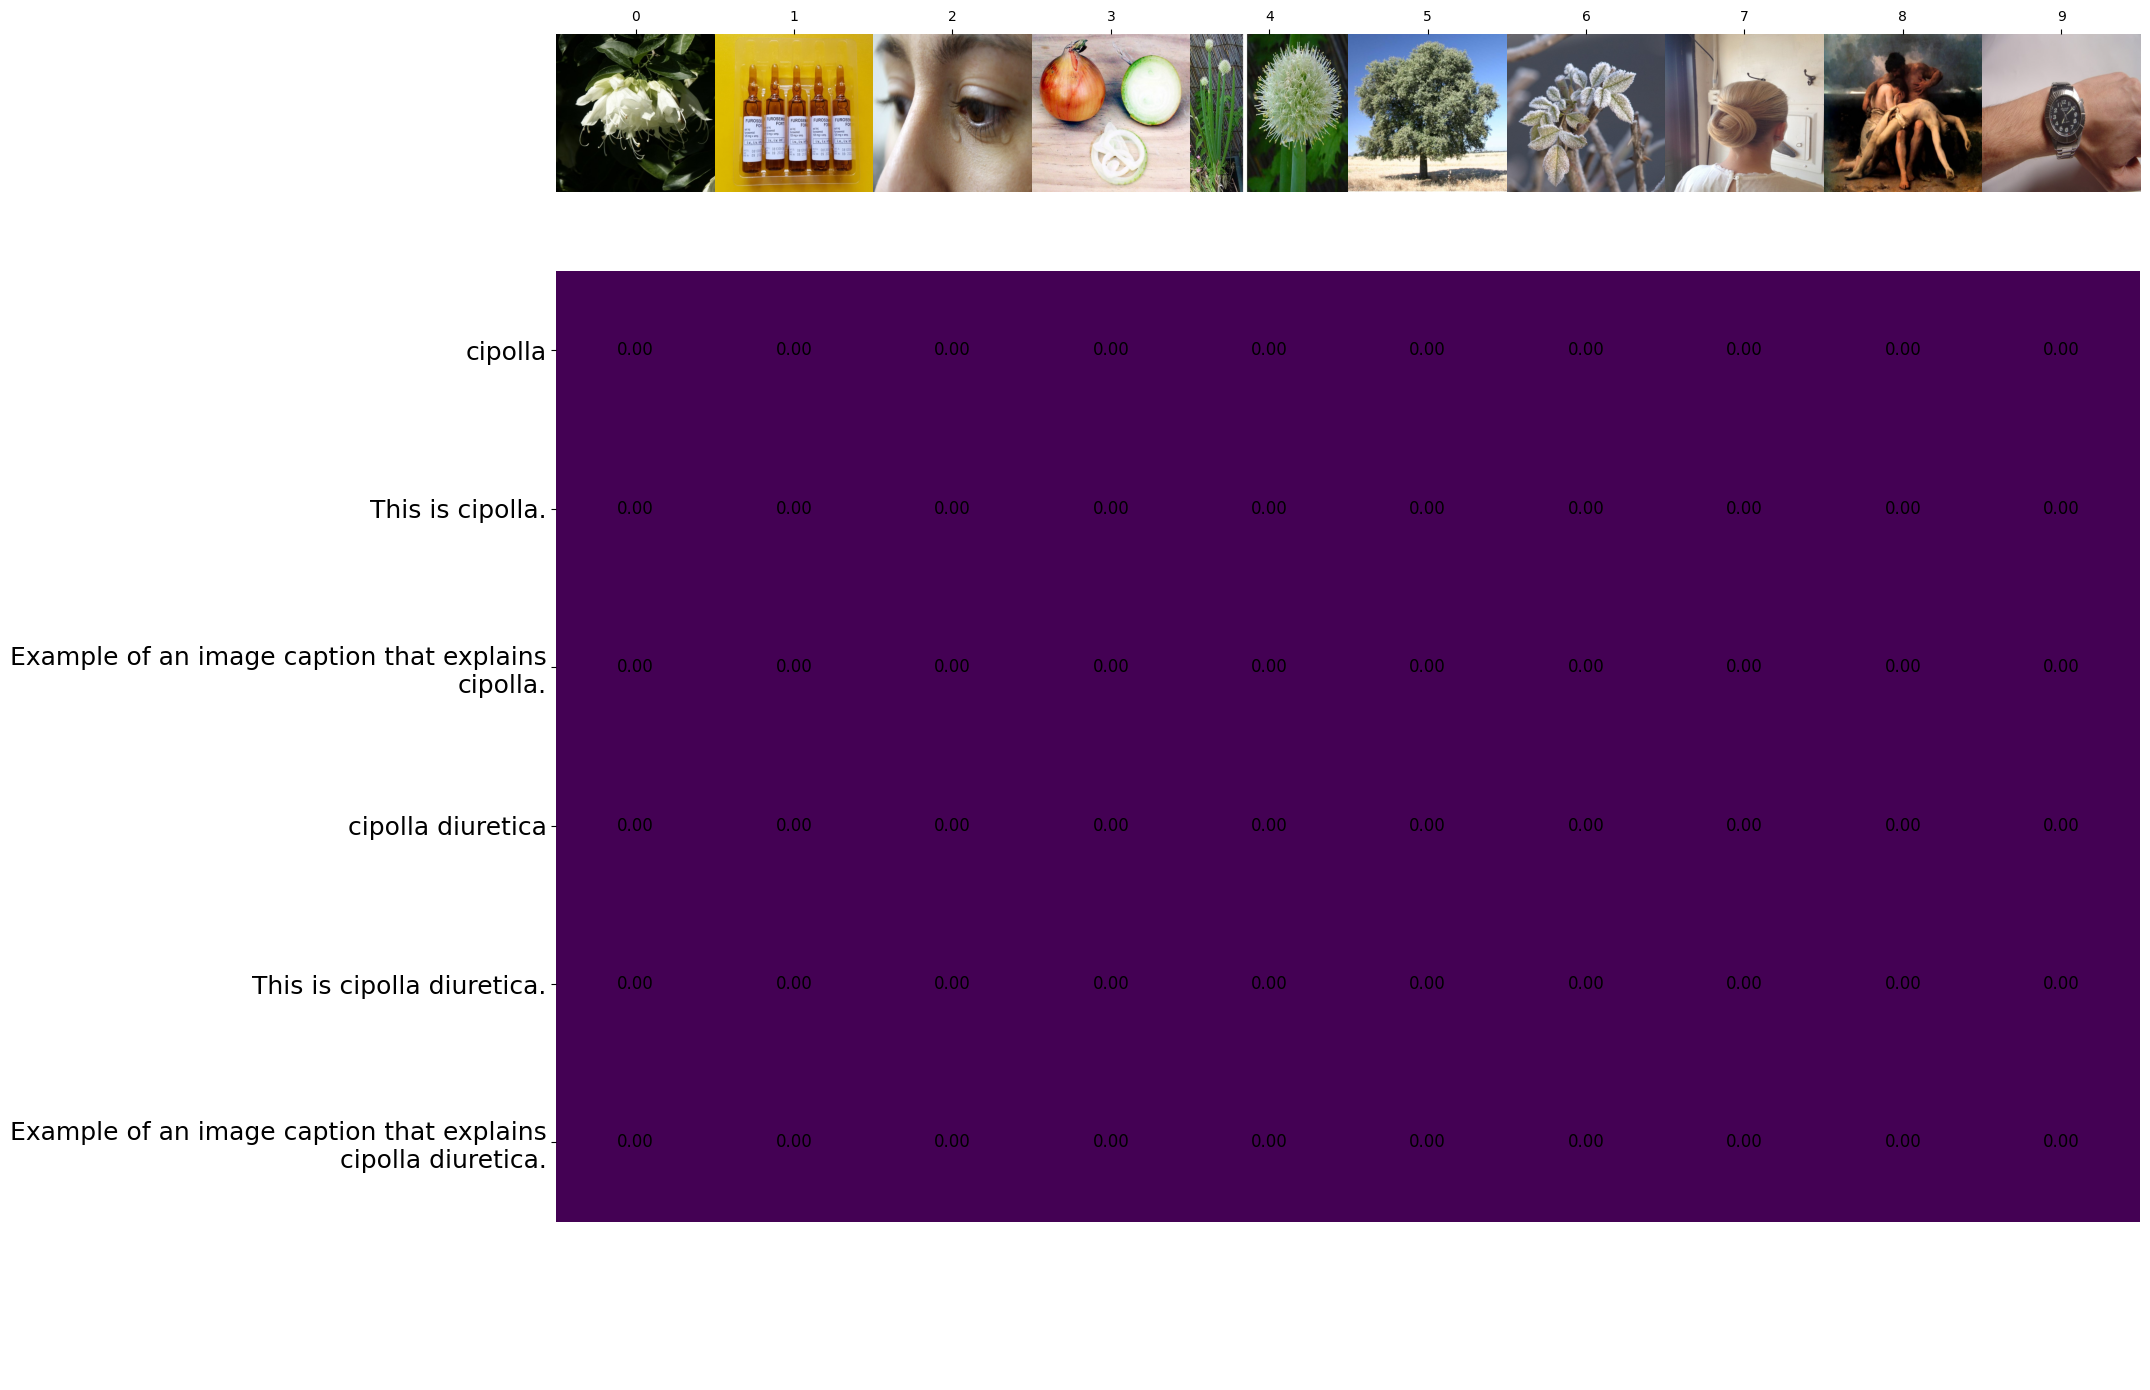 0 1 2 3 4 5 6 7 8 9
cipolla
0.00 0.00 0.00 0.00 0.00 0.00 0.00 0.00 0.00 0.00
This is cipolla.
0.00 0.00 0.00 0.00 0.00 0.00 0.00 0.00 0.00 0.00
Example of an image caption that explains
cipolla.
0.00 0.00 0.00 0.00 0.00 0.00 0.00 0.00 0.00 0.00
cipolla diuretica
0.00 0.00 0.00 0.00 0.00 0.00 0.00 0.00 0.00 0.00
This is cipolla diuretica.
0.00 0.00 0.00 0.00 0.00 0.00 0.00 0.00 0.00 0.00
Example of an image caption that explains
cipolla diuretica.
0.00 0.00 0.00 0.00 0.00 0.00 0.00 0.00 0.00 0.00